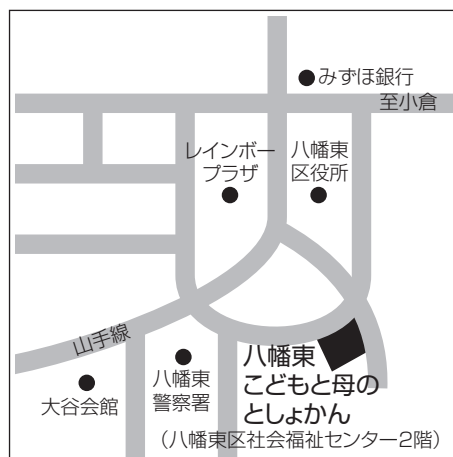 みずほ銀行
至小倉
レインボー
プラザ
八幡東
区役所
山手線
大谷会館
八幡東
警察署
八幡東
こどもと母の
としょかん
(八幡東区社会福祉センター2階)